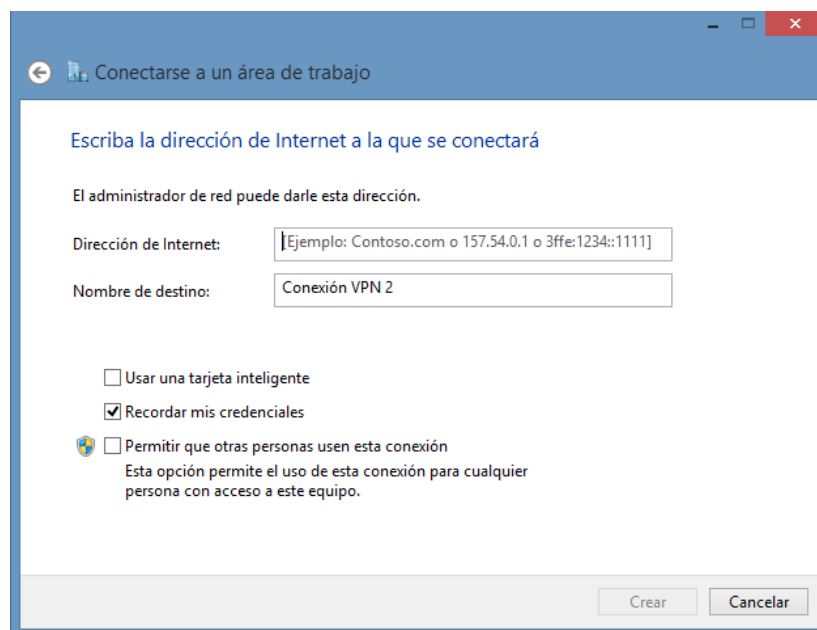 Conectarse a un área de trabajo
Escriba la dirección de Internet a la que se conectará
El administrador de red puede darle esta dirección.
Dirección de Internet: [Ejemplo: Contoso.com o 157.54.0.1 o 3ffe:1234::1111]
Nombre de destino: Conexión VPN 2
Usar una tarjeta inteligente
Recordar mis credenciales
Permitir que otras personas usen esta conexión
Esta opción permite el uso de esta conexión para cualquier
persona con acceso a este equipo.
Crear Cancelar